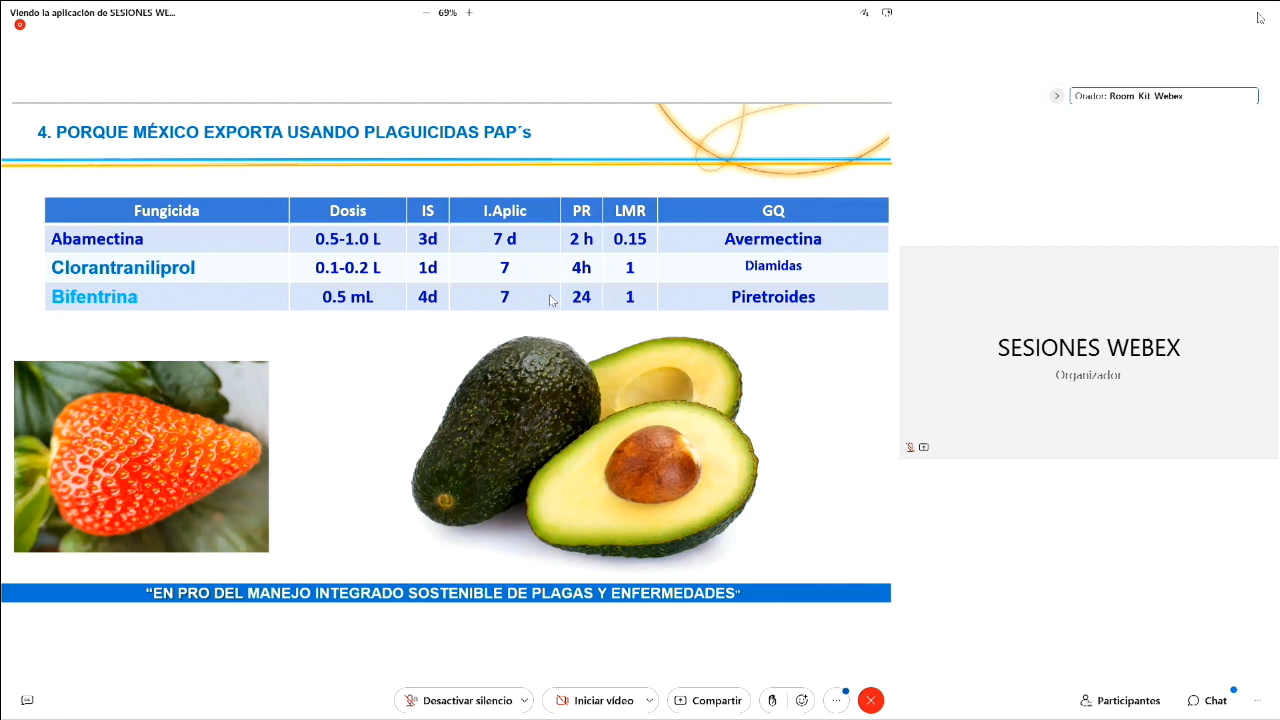 Viendo la aplicación de SESIONES WE...
69%
Orador: Room Kit Webex
4. PORQUE MÉXICO EXPORTA USANDO PLAGUICIDAS PAP´s
Fungicida Dosis IS I.Aplic PR LMR GQ
Abamectina 0.5-1.0 L 3d 7 d 2 h 0.15 Avermectina
Clorantraniliprol 0.1-0.2 L 1d 7 4h 1 Diamidas
Bifentrina 0.5 mL 4d 7 24 1 Piretroides
SESIONES WEBEX
Organizador
“EN PRO DEL MANEJO INTEGRADO SOSTENIBLE DE PLAGAS Y ENFERMEDADES”
Desactivar silencio Iniciar vídeo Compartir Participantes Chat